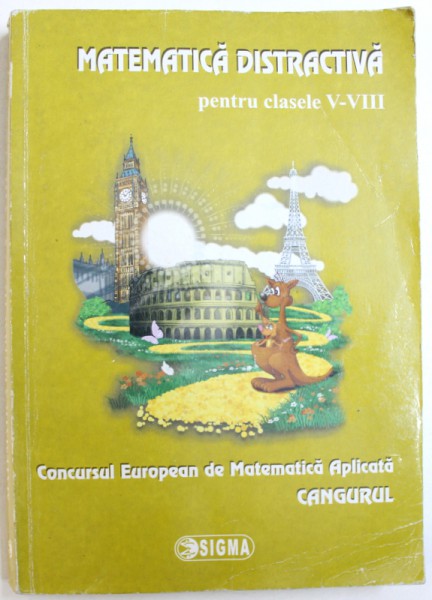 MATEMATICĂ DISTRACTIVĂ
pentru clasele V-VIII
Concursul European de Matematică Aplicată
CANGURUL
SIGMA